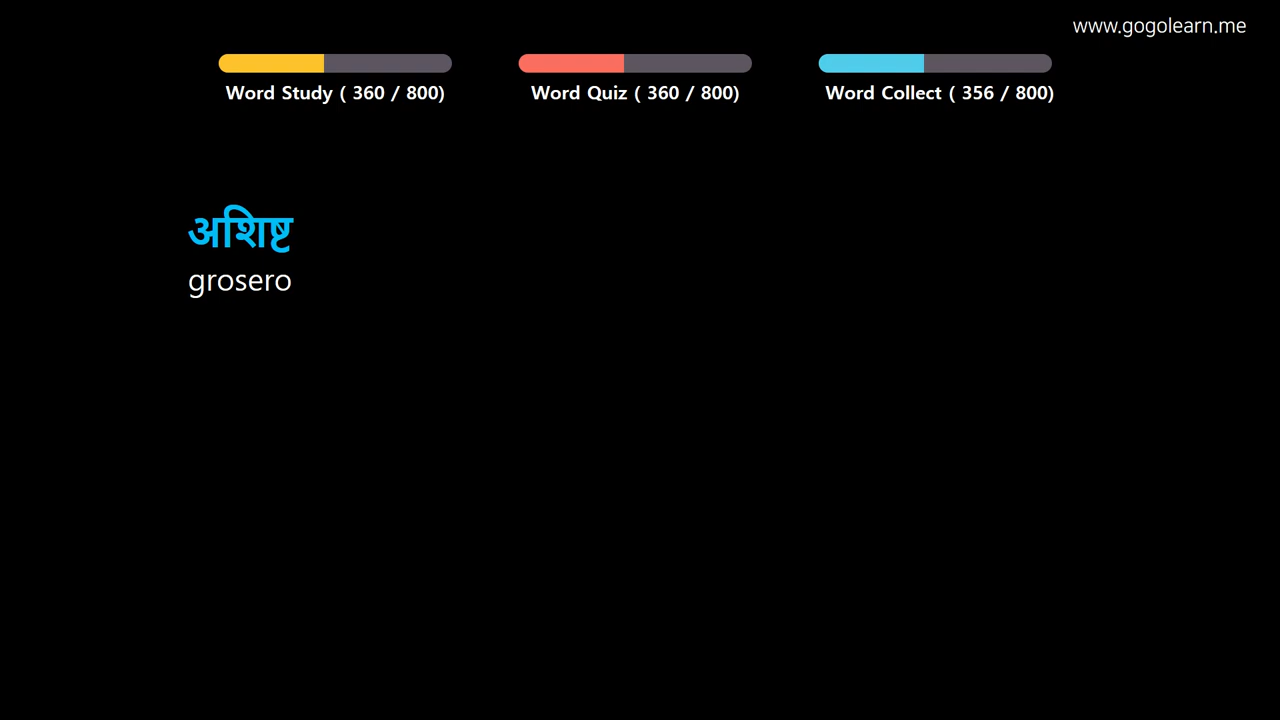 www.gogolearn.me
Word Study ( 360 / 800)
Word Quiz ( 360 / 800)
Word Collect ( 356 / 800)
अशिष्ट
grosero